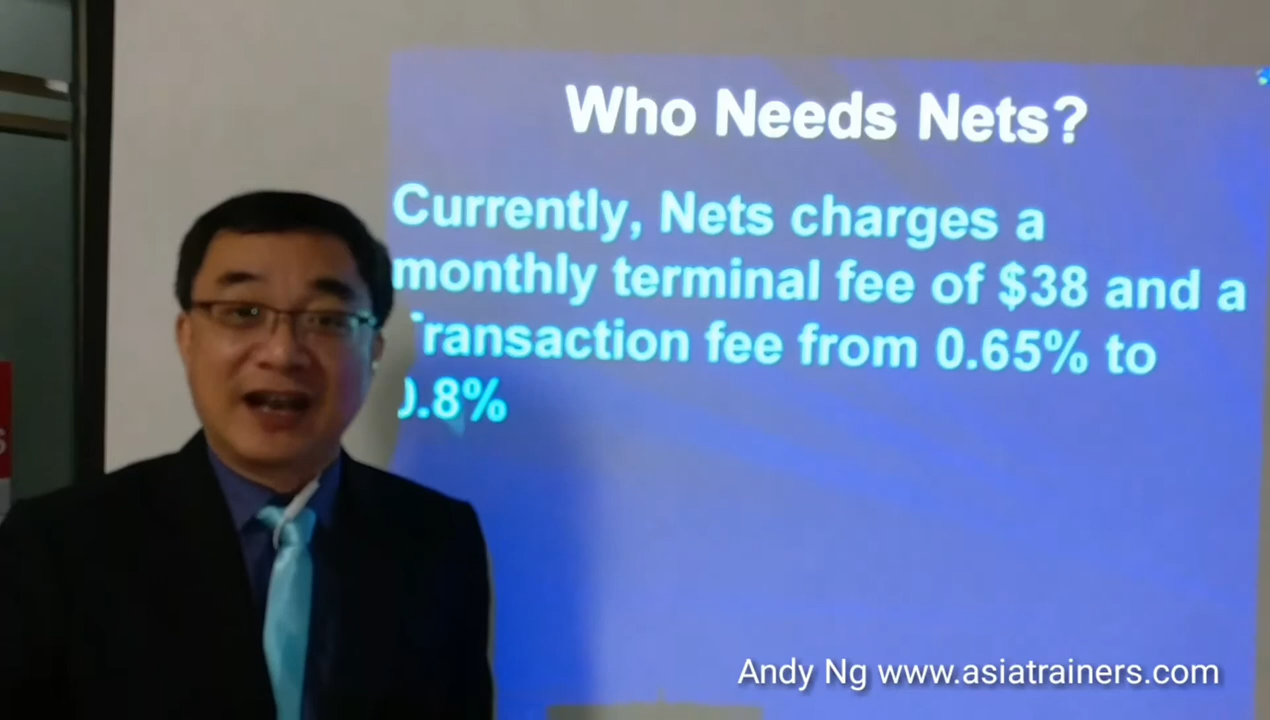 Who Needs Nets?
Currently, Nets charges a
monthly terminal fee of $38 and a
Transaction fee from 0.65% to
0.8%
S
Andy Ng www.asiatrainers.com